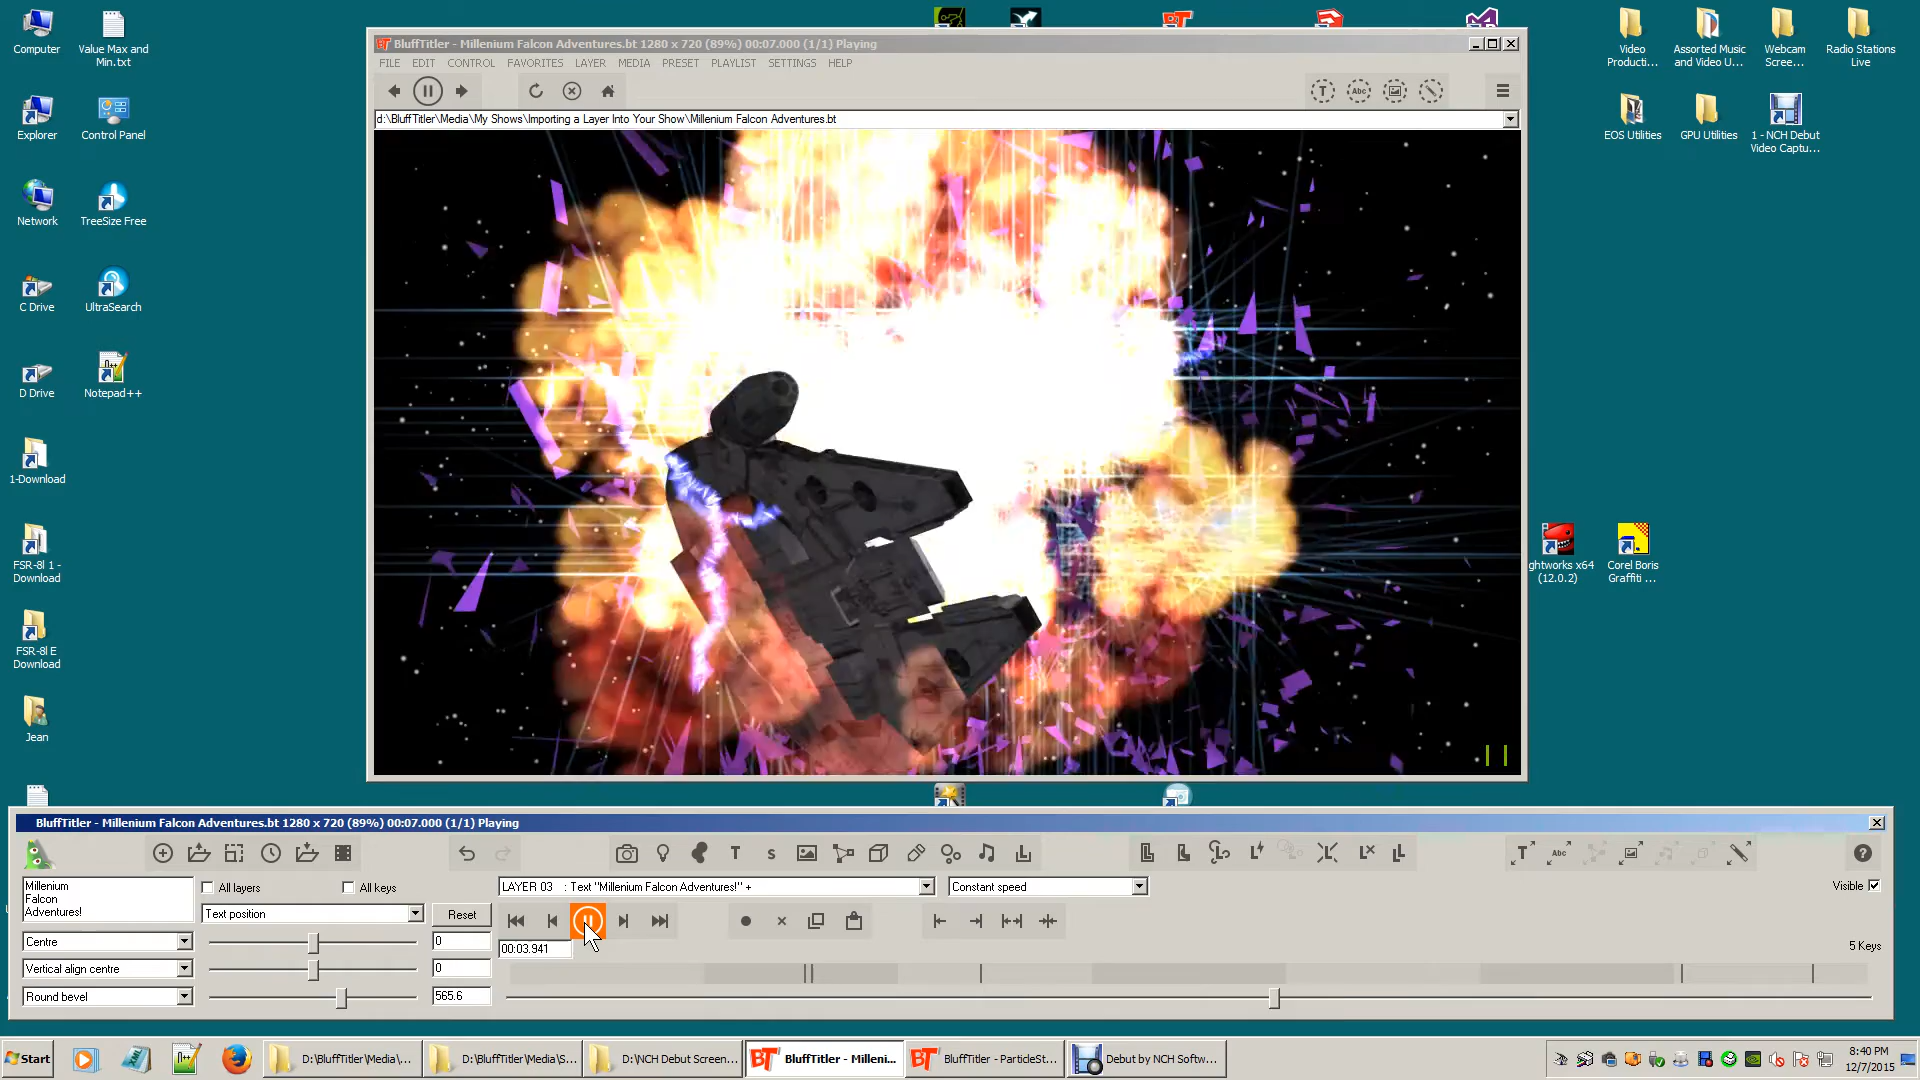 Computer
Value Max and
Min.txt
Explorer
Control Panel
Network
TreeSize Free
C Drive
UltraSearch
D Drive
Notepad++
1-Download
FSR-8l 1 -
Download
FSR-8l E
Download
Jean
BluffTitler - Millenium Falcon Adventures.bt 1280 x 720 (89%) 00:07.000 (1/1) Playing
FILE EDIT CONTROL FAVORITES LAYER MEDIA PRESET PLAYLIST SETTINGS HELP
T Abc
d:\BluffTitler\Media\My Shows\Importing a Layer Into Your Show\Millenium Falcon Adventures.bt
Video
Producti...
Assorted Music
and Video U...
Webcam
Scree...
Radio Stations
Live
EOS Utilities
GPU Utilities
1 - NCH Debut
Video Captu...
ghtworks x64
(12.0.2)
Corel Boris
Graffiti ...
BluffTitler - Millenium Falcon Adventures.bt 1280 x 720 (89%) 00:07.000 (1/1) Playing
T S
T Abc
Millenium
Falcon
Adventures!
All layers
All keys
LAYER 03 : Text "Millenium Falcon Adventures!" +
Constant speed
Visible
Text position
Reset
Centre
0
00:03.941
5 Keys
Vertical align centre
0
Round bevel
565.6
Start
D:\BluffTitler\Media\...
D:\BluffTitler\Media\S...
D:\NCH Debut Screen...
BT BluffTitler - Milleni...
BT BluffTitler - ParticleSt...
Debut by NCH Softw...
8:40 PM
12/7/2015